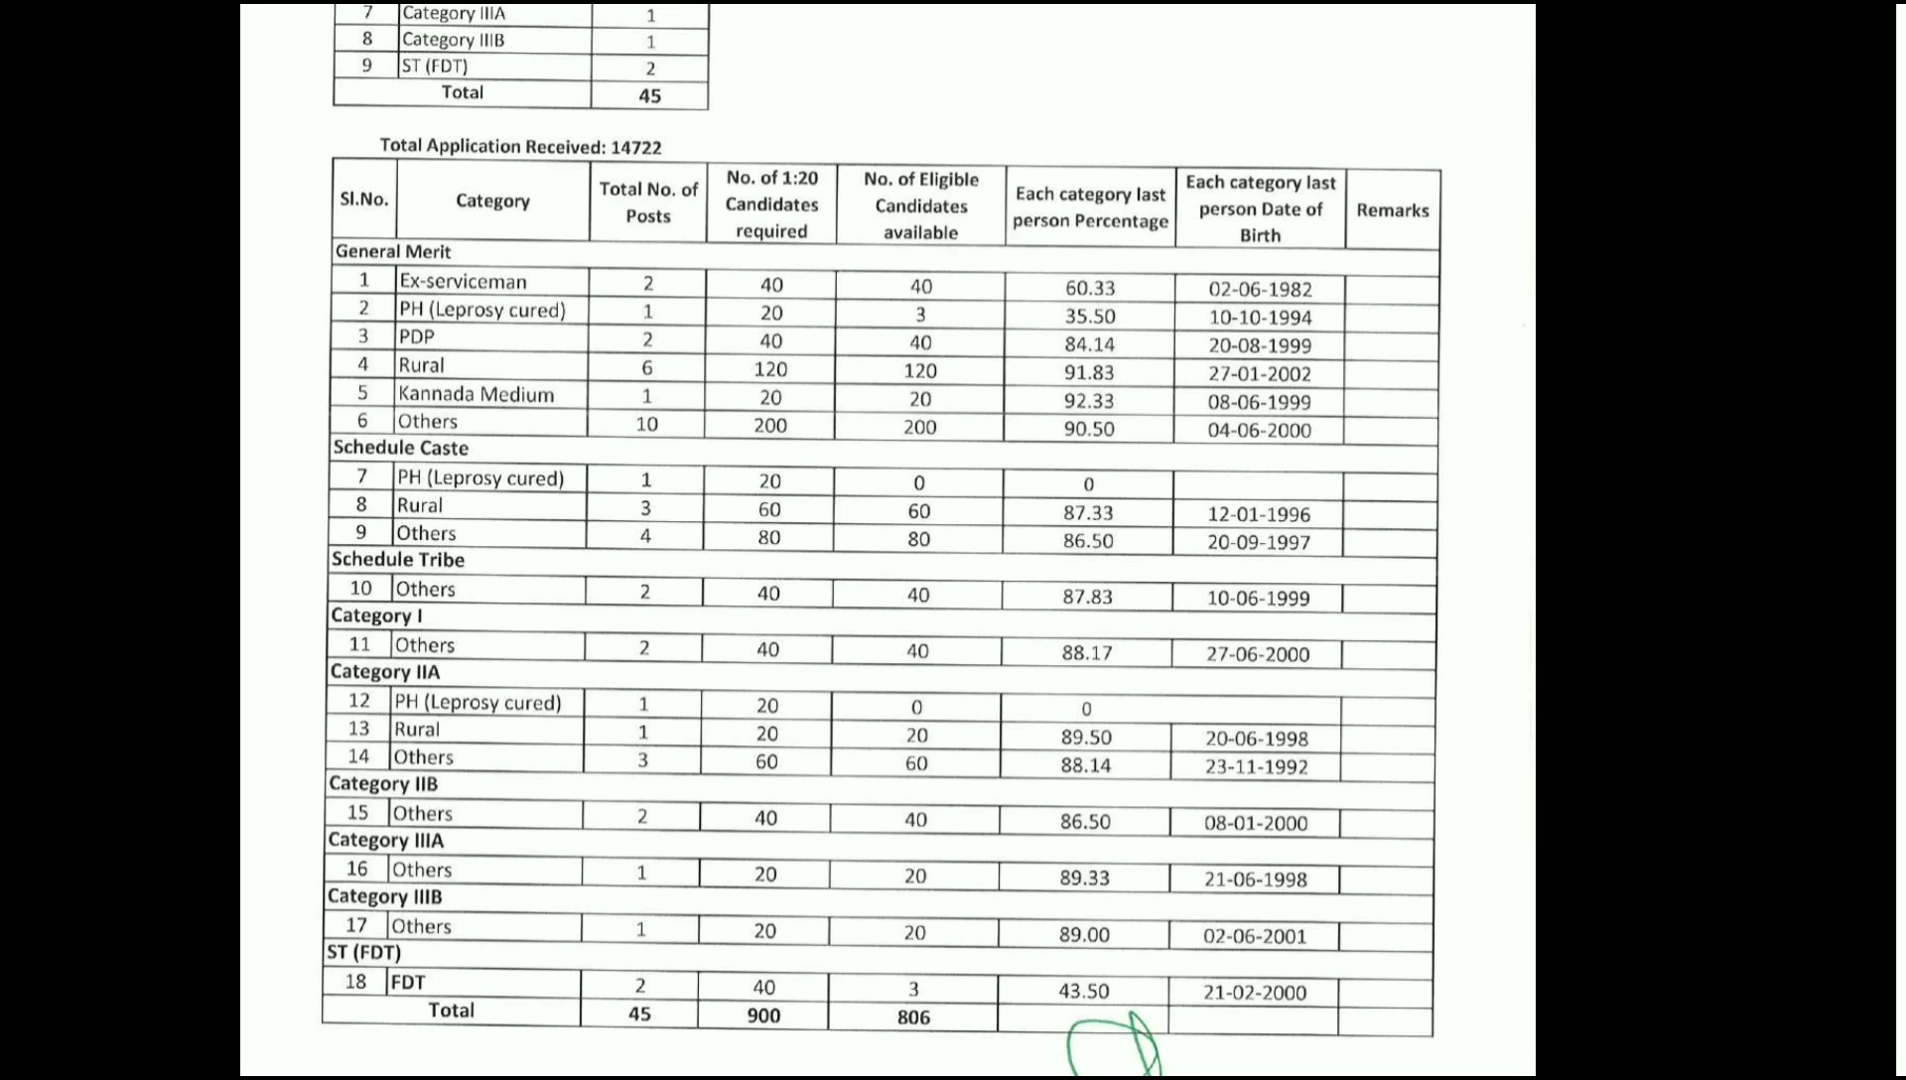 7 Category IIIA 1
8 Category IIIB 1
9 ST (FDT) 2
Total 45
Total Application Received: 14722
Sl.No. Category Total No. of Posts No. of 1:20 Candidates required No. of Eligible Candidates available Each category last person Percentage Each category last person Date of Birth Remarks
General Merit
1 Ex-serviceman 2 40 40 60.33 02-06-1982
2 PH (Leprosy cured) 1 20 3 35.50 10-10-1994
3 PDP 2 40 40 84.14 20-08-1999
4 Rural 6 120 120 91.83 27-01-2002
5 Kannada Medium 1 20 20 92.33 08-06-1999
6 Others 10 200 200 90.50 04-06-2000
Schedule Caste
7 PH (Leprosy cured) 1 20 0 0
8 Rural 3 60 60 87.33 12-01-1996
9 Others 4 80 80 86.50 20-09-1997
Schedule Tribe
10 Others 2 40 40 87.83 10-06-1999
Category I
11 Others 2 40 40 88.17 27-06-2000
Category IIA
12 PH (Leprosy cured) 1 20 0 0
13 Rural 1 20 20 89.50 20-06-1998
14 Others 3 60 60 88.14 23-11-1992
Category IIB
15 Others 2 40 40 86.50 08-01-2000
Category IIIA
16 Others 1 20 20 89.33 21-06-1998
Category IIIB
17 Others 1 20 20 89.00 02-06-2001
ST (FDT)
18 FDT 2 40 3 43.50 21-02-2000
Total 45 900 806